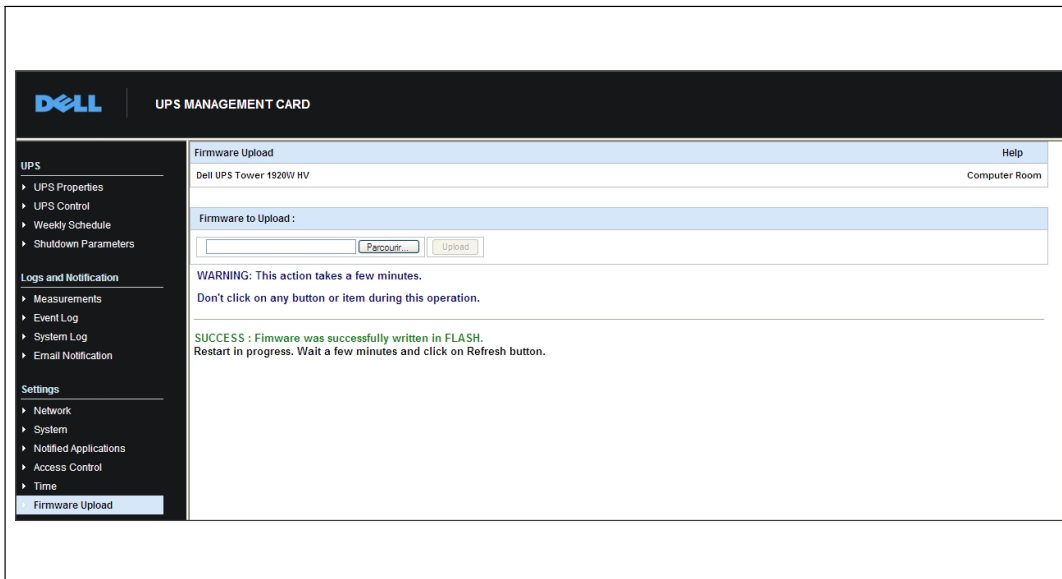 DELL
UPS MANAGEMENT CARD
UPS
UPS Properties
UPS Control
Weekly Schedule
Shutdown Parameters
Logs and Notification
Measurements
Event Log
System Log
Email Notification
Settings
Network
System
Notified Applications
Access Control
Time
Firmware Upload
Firmware Upload Help
Dell UPS Tower 1920W HV Computer Room
Firmware to Upload :
Parcourir... Upload
WARNING: This action takes a few minutes.
Don't click on any button or item during this operation.
SUCCESS : Fimware was successfully written in FLASH.
Restart in progress. Wait a few minutes and click on Refresh button.